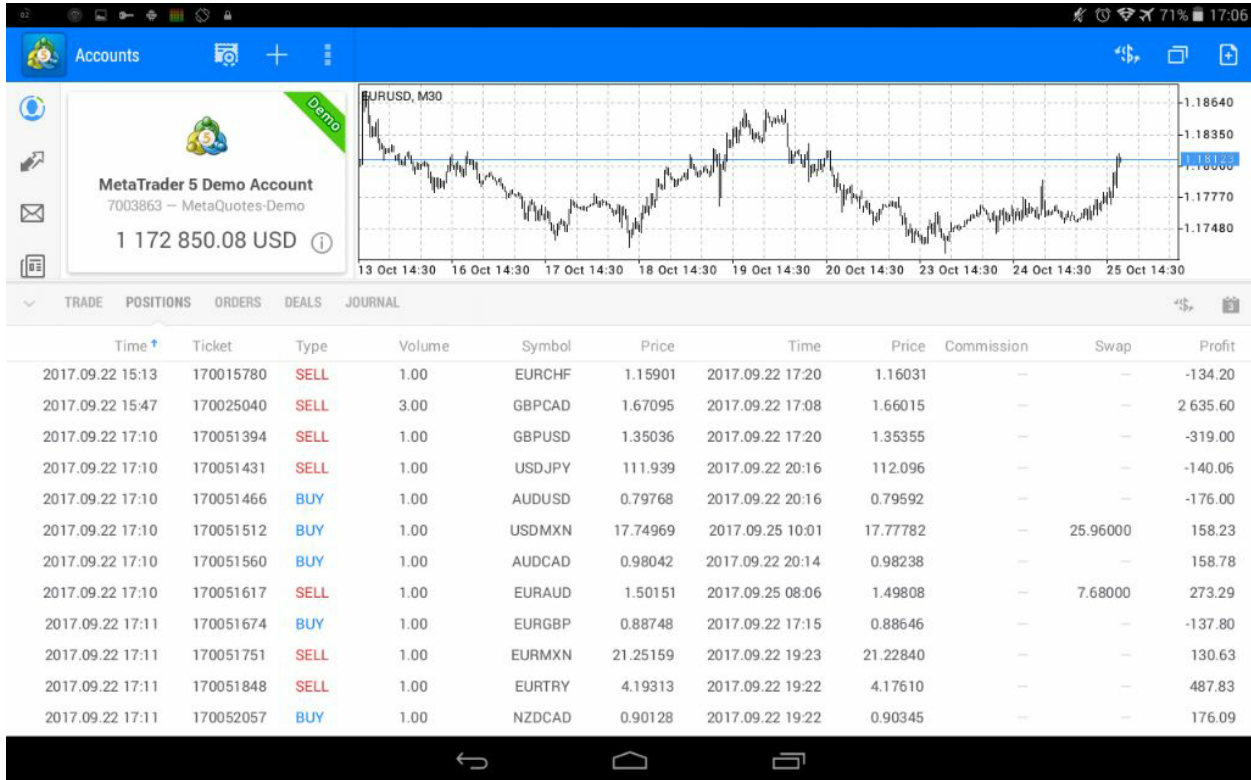 71% 17:06
Accounts
EURUSD, M30
Demo
MetaTrader 5 Demo Account
7003863 — MetaQuotes-Demo
1 172 850.08 USD
1.18640
1.18350
1.18123
1.17770
1.17480
13 Oct 14:30 16 Oct 14:30 17 Oct 14:30 18 Oct 14:30 19 Oct 14:30 20 Oct 14:30 23 Oct 14:30 24 Oct 14:30 25 Oct 14:30
TRADE POSITIONS ORDERS DEALS JOURNAL
Time Ticket Type Volume Symbol Price Time Price Commission Swap Profit
2017.09.22 15:13 170015780 SELL 1.00 EURCHF 1.15901 2017.09.22 17:20 1.16031 — — -134.20
2017.09.22 15:47 170025040 SELL 3.00 GBPCAD 1.67095 2017.09.22 17:08 1.66015 — — 2 635.60
2017.09.22 17:10 170051394 SELL 1.00 GBPUSD 1.35036 2017.09.22 17:20 1.35355 — — -319.00
2017.09.22 17:10 170051431 SELL 1.00 USDJPY 111.939 2017.09.22 20:16 112.096 — — -140.06
2017.09.22 17:10 170051466 BUY 1.00 AUDUSD 0.79768 2017.09.22 20:16 0.79592 — — -176.00
2017.09.22 17:10 170051512 BUY 1.00 USDMXN 17.74969 2017.09.25 10:01 17.77782 — 25.96000 158.23
2017.09.22 17:10 170051560 BUY 1.00 AUDCAD 0.98042 2017.09.22 20:14 0.98238 — — 158.78
2017.09.22 17:10 170051617 SELL 1.00 EURAUD 1.50151 2017.09.25 08:06 1.49808 — 7.68000 273.29
2017.09.22 17:11 170051674 BUY 1.00 EURGBP 0.88748 2017.09.22 17:15 0.88646 — — -137.80
2017.09.22 17:11 170051751 SELL 1.00 EURMXN 21.25159 2017.09.22 19:23 21.22840 — — 130.63
2017.09.22 17:11 170051848 SELL 1.00 EURTRY 4.19313 2017.09.22 19:22 4.17610 — — 487.83
2017.09.22 17:11 170052057 BUY 1.00 NZDCAD 0.90128 2017.09.22 19:22 0.90345 — — 176.09